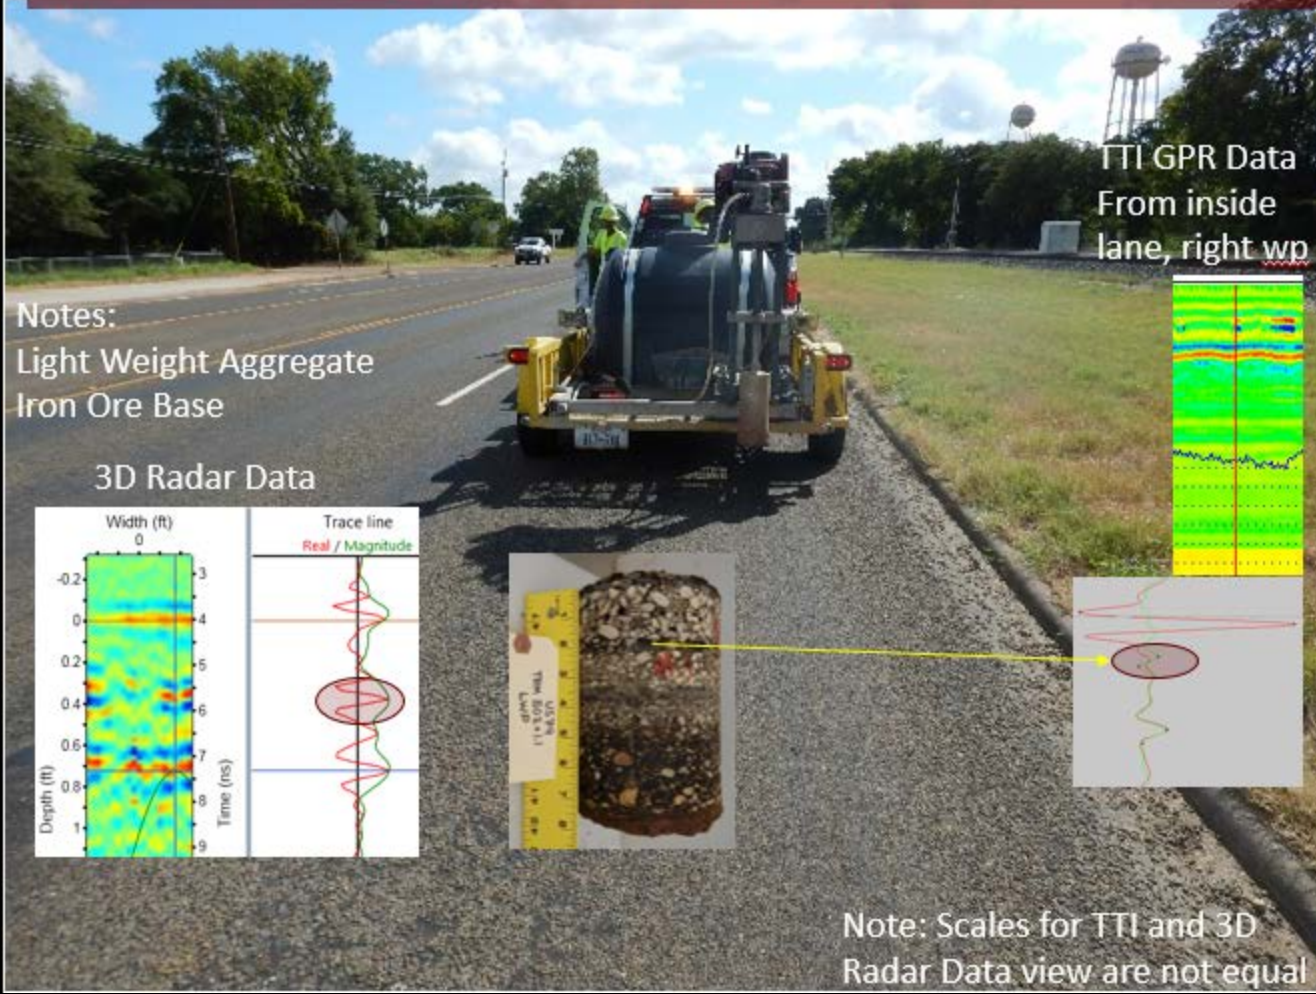 TTI GPR Data
From inside
lane, right wp
Notes:
Light Weight Aggregate
Iron Ore Base
3D Radar Data
Width (ft)
0
Trace line
Real / Magnitude
-0.2
0
0.2
0.4
0.6
0.8
1
Depth (ft)
3
4
5
6
7
8
9
Time (ns)
Note: Scales for TTI and 3D
Radar Data view are not equal